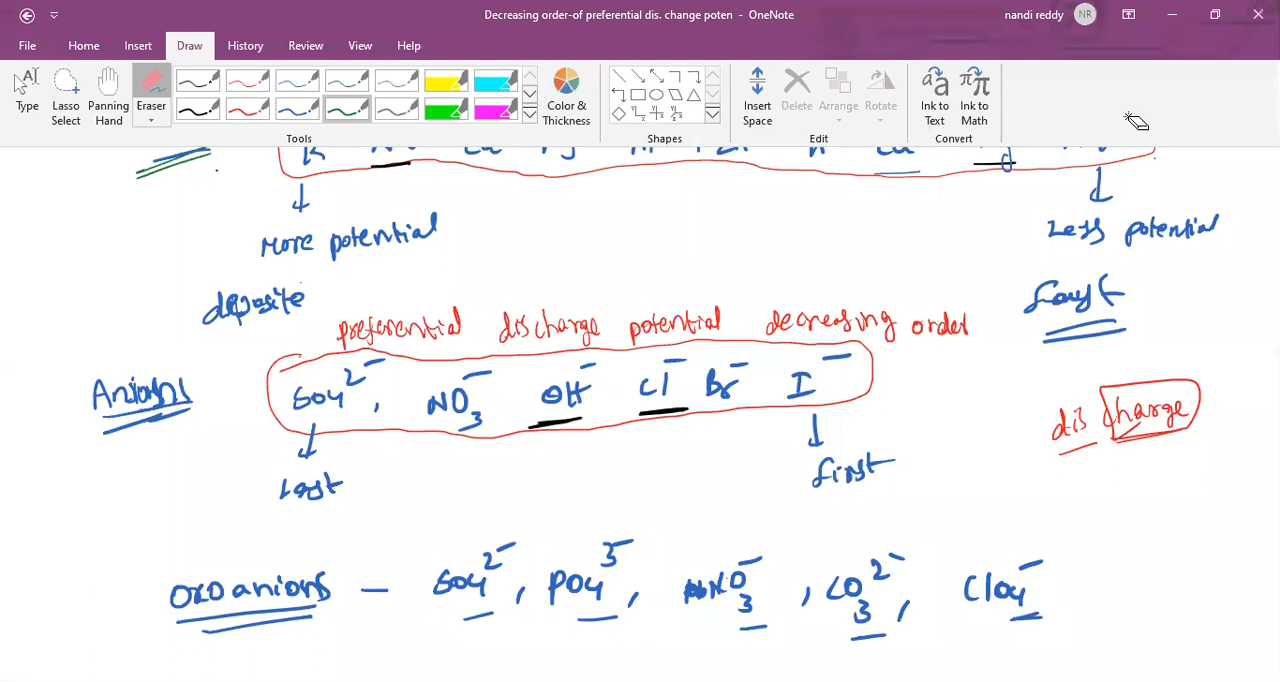 Decreasing order-of preferential dis. change poten - OneNote
nandi reddy NR
File Home Insert Draw History Review View Help
Type Lasso Select Panning Hand Eraser Color & Thickness Insert Space Delete Arrange Rotate Ink to Text Ink to Math
Tools Shapes Edit Convert
More potential Less potential
deposite
preferential discharge potential decreasing order
Anions SO4 2-, NO3 - OH- Cl- Br- I-
dis charge
Last first
oxo anions - SO4 2-, PO4 3-, NO3 -, CO3 2-, ClO4 -